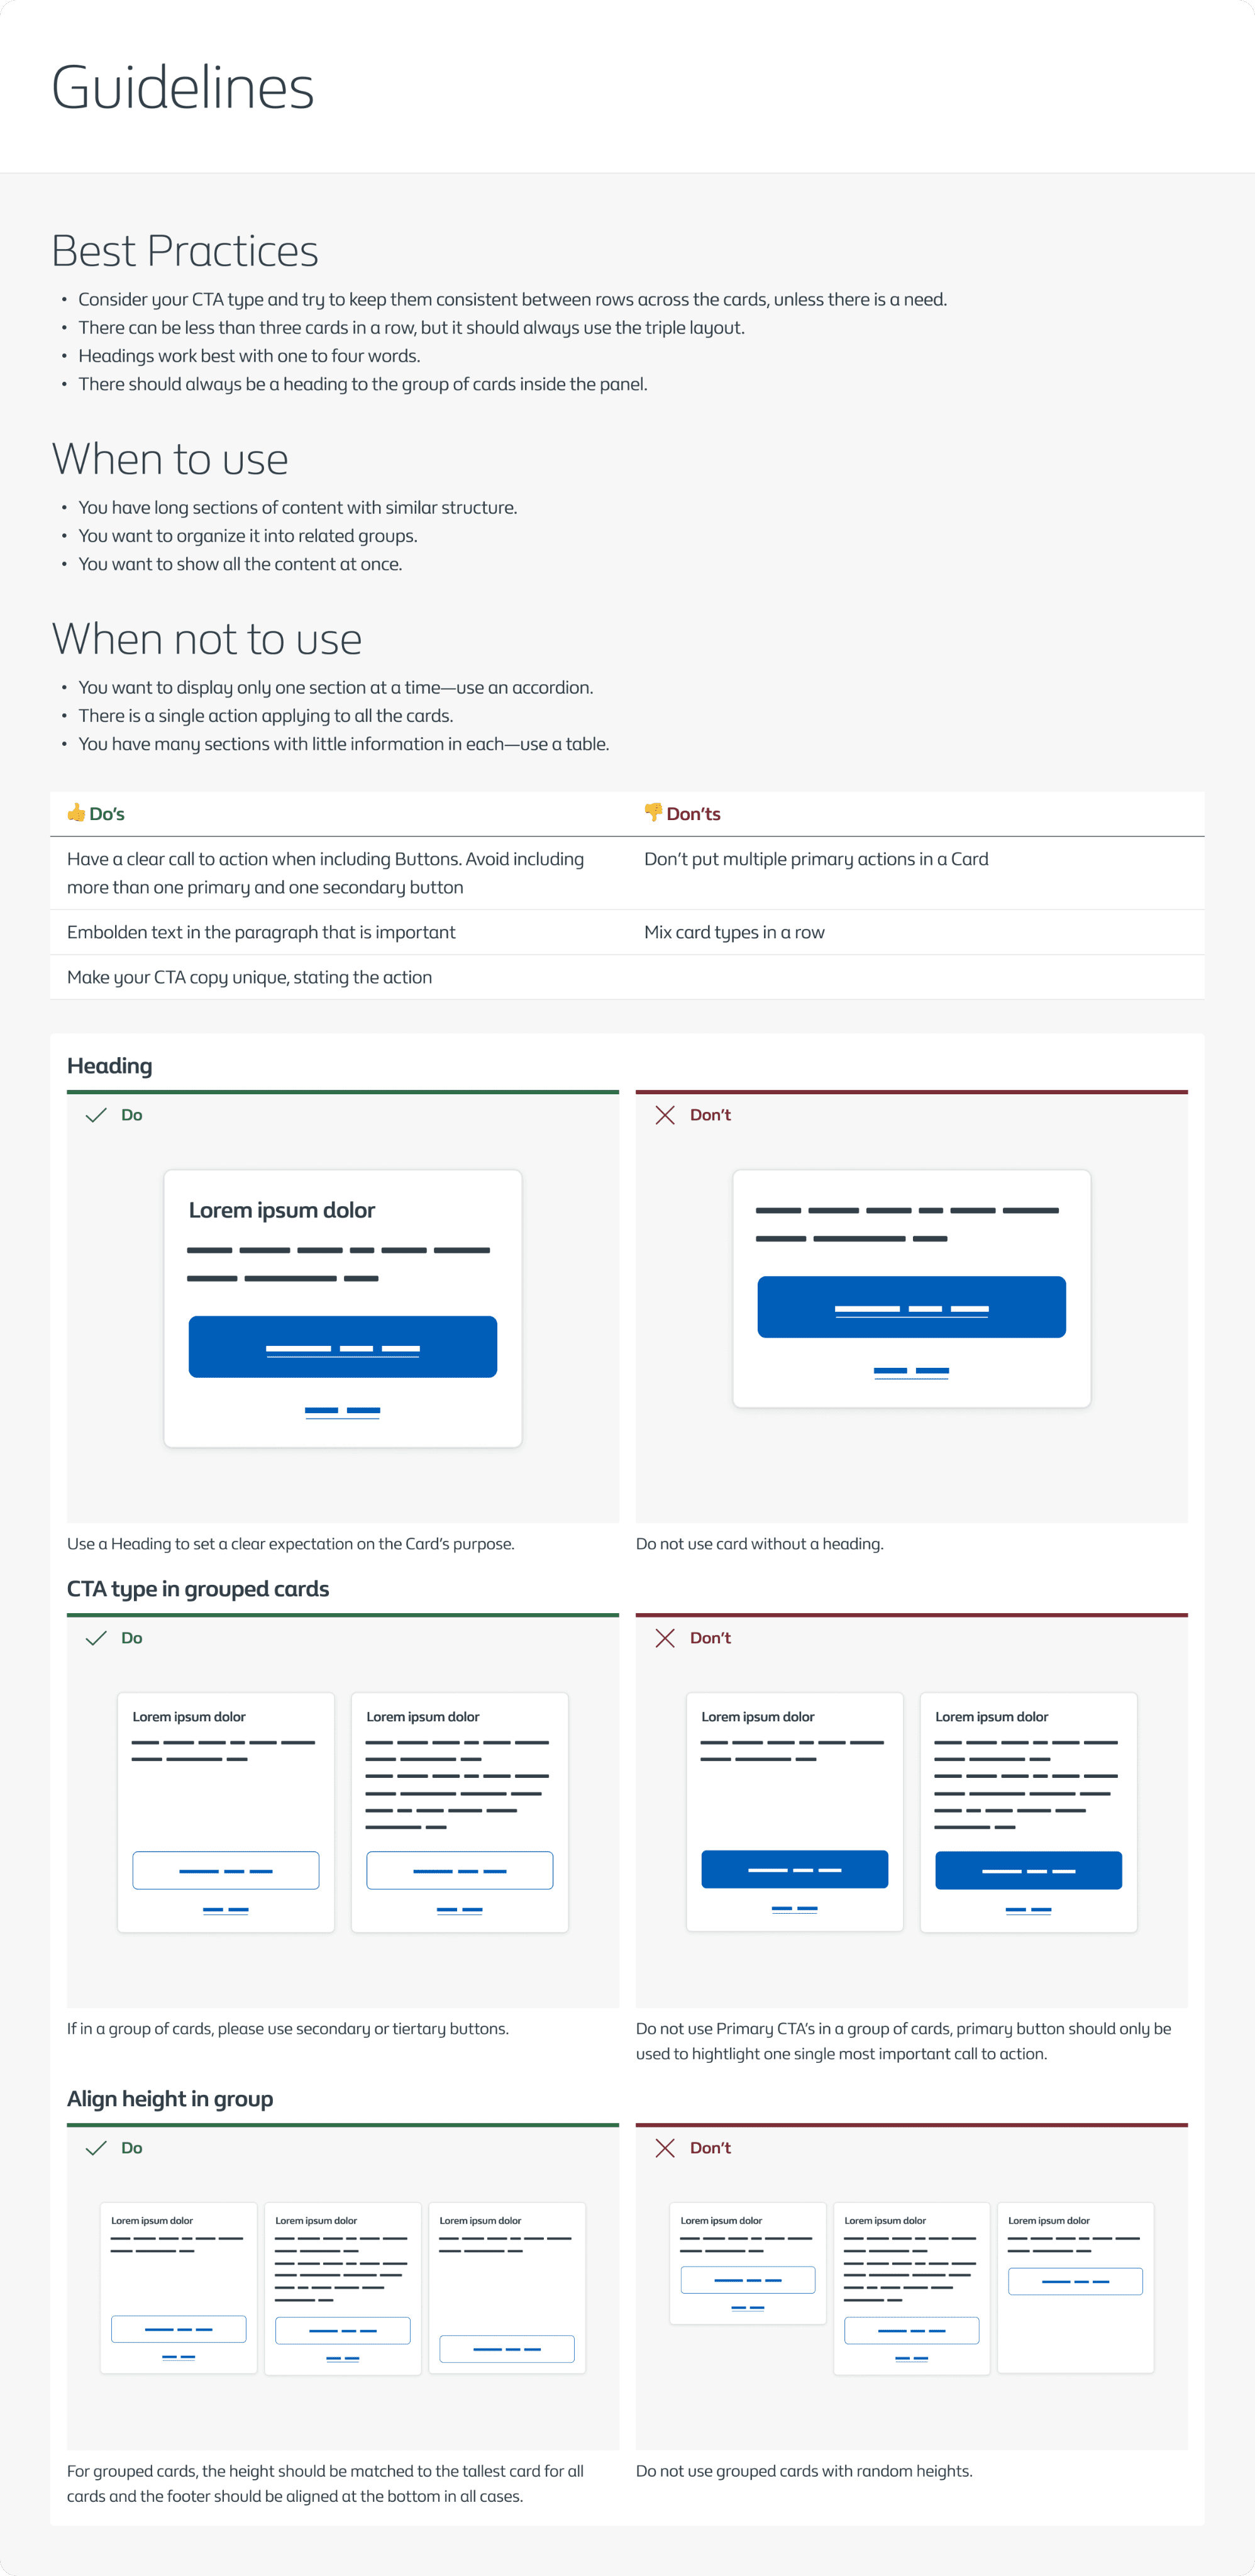 Guidelines
Best Practices
• Consider your CTA type and try to keep them consistent between rows across the cards, unless there is a need.
• There can be less than three cards in a row, but it should always use the triple layout.
• Headings work best with one to four words.
• There should always be a heading to the group of cards inside the panel.
When to use
• You have long sections of content with similar structure.
• You want to organize it into related groups.
• You want to show all the content at once.
When not to use
• You want to display only one section at a time—use an accordion.
• There is a single action applying to all the cards.
• You have many sections with little information in each—use a table.
👍 Do's
👎 Don'ts
Have a clear call to action when including Buttons. Avoid including
more than one primary and one secondary button
Don't put multiple primary actions in a Card
Embolden text in the paragraph that is important
Mix card types in a row
Make your CTA copy unique, stating the action
Heading
Do
Don't
Lorem ipsum dolor
Use a Heading to set a clear expectation on the Card's purpose.
Do not use card without a heading.
CTA type in grouped cards
Do
Don't
Lorem ipsum dolor
Lorem ipsum dolor
Lorem ipsum dolor
Lorem ipsum dolor
If in a group of cards, please use secondary or tiertary buttons.
Do not use Primary CTA's in a group of cards, primary button should only be
used to hightlight one single most important call to action.
Align height in group
Do
Don't
Lorem ipsum dolor
Lorem ipsum dolor
Lorem ipsum dolor
Lorem ipsum dolor
Lorem ipsum dolor
Lorem ipsum dolor
For grouped cards, the height should be matched to the tallest card for all
cards and the footer should be aligned at the bottom in all cases.
Do not use grouped cards with random heights.